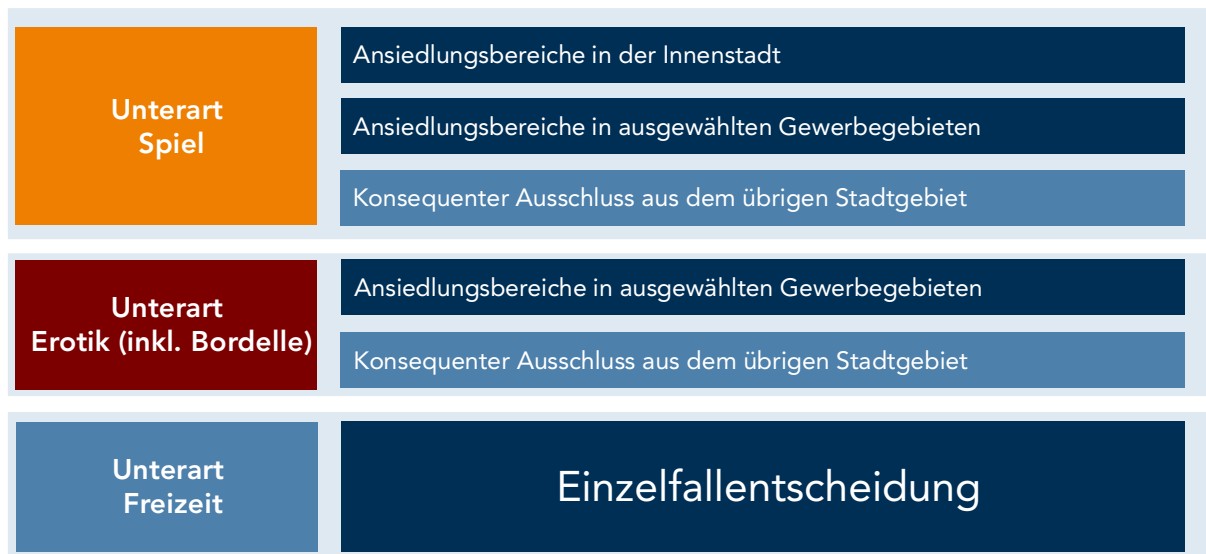 Unterart
Spiel
Ansiedlungsbereiche in der Innenstadt
Ansiedlungsbereiche in ausgewählten Gewerbegebieten
Konsequenter Ausschluss aus dem übrigen Stadtgebiet
Unterart
Erotik (inkl. Bordelle)
Ansiedlungsbereiche in ausgewählten Gewerbegebieten
Konsequenter Ausschluss aus dem übrigen Stadtgebiet
Unterart
Freizeit
Einzelfallentscheidung